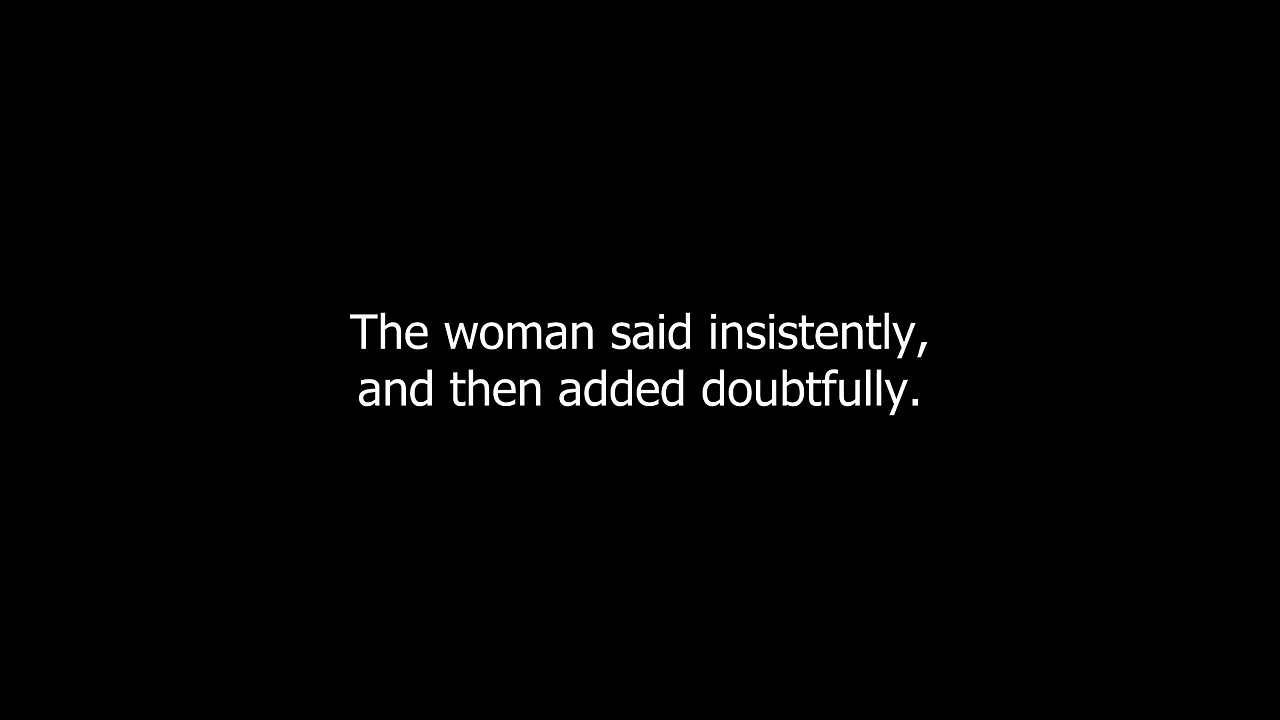 The woman said insistently,
and then added doubtfully.